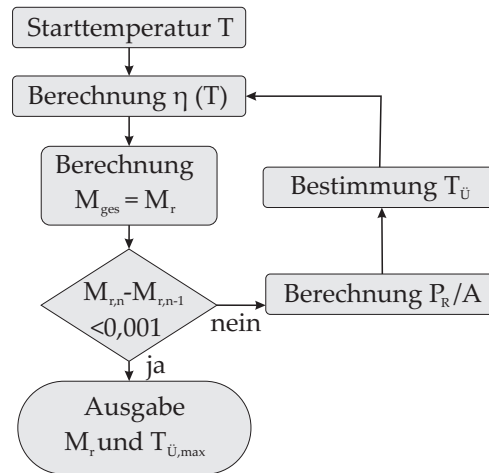 Starttemperatur T
Berechnung η (T)
Berechnung
M_ges = M_r
M_r,n-M_r,n-1
<0,001
nein
ja
Berechnung P_R/A
Bestimmung T_Ü
Ausgabe
M_r und T_Ü,max